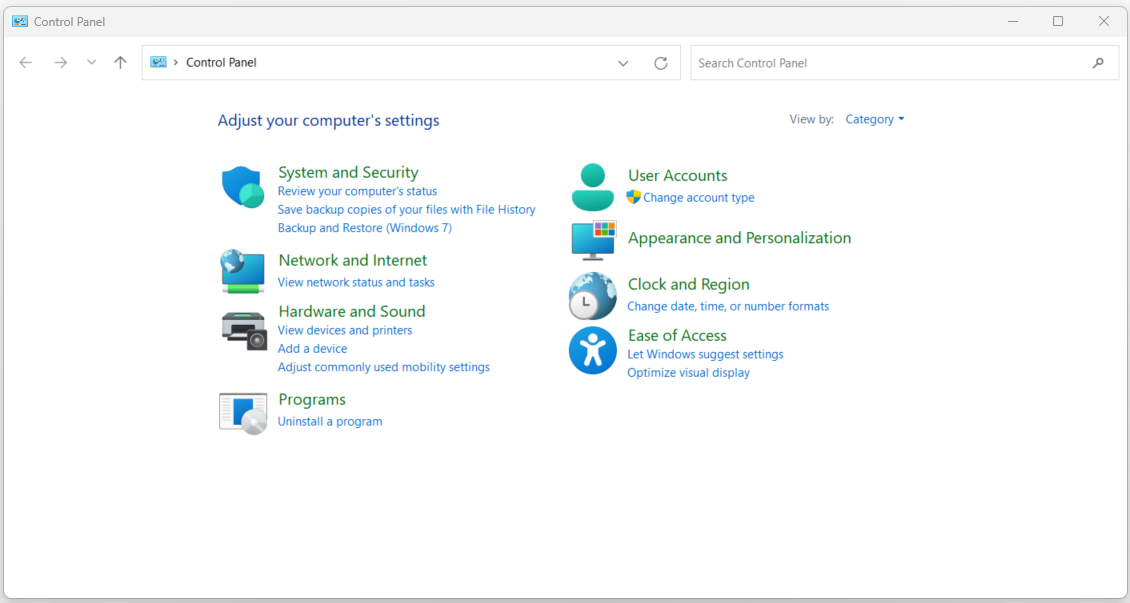 Control Panel
Control Panel
Search Control Panel
Adjust your computer's settings
View by: Category
System and Security
Review your computer's status
Save backup copies of your files with File History
Backup and Restore (Windows 7)
Network and Internet
View network status and tasks
Hardware and Sound
View devices and printers
Add a device
Adjust commonly used mobility settings
Programs
Uninstall a program
User Accounts
Change account type
Appearance and Personalization
Clock and Region
Change date, time, or number formats
Ease of Access
Let Windows suggest settings
Optimize visual display